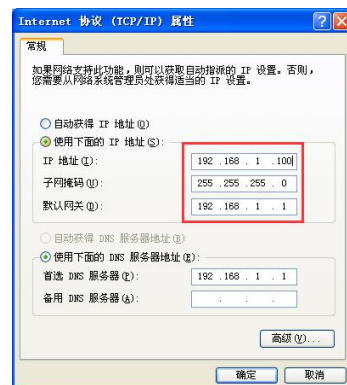 Internet 协议 (TCP/IP) 属性
常规
如果网络支持此功能，则可以获取自动指派的 IP 设置。否则，
您需要从网络系统管理员处获得适当的 IP 设置。
自动获得 IP 地址(O)
使用下面的 IP 地址(S):
IP 地址(I): 192 .168 . 1 .100
子网掩码(U): 255 .255 .255 . 0
默认网关(D): 192 .168 . 1 . 1
自动获得 DNS 服务器地址(B)
使用下面的 DNS 服务器地址(E):
首选 DNS 服务器(P): 192 .168 . 1 . 1
备用 DNS 服务器(A): . . .
高级(V)...
确定 取消